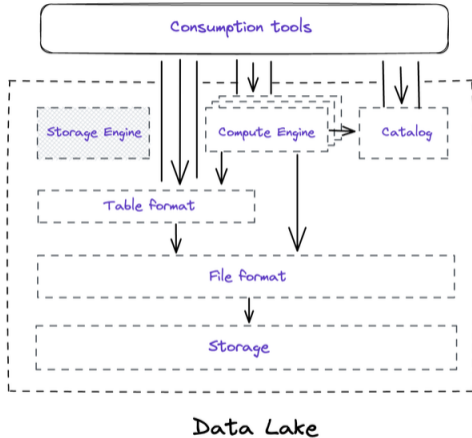 Consumption tools
Storage Engine
Compute Engine
Catalog
Table format
File format
Storage
Data Lake